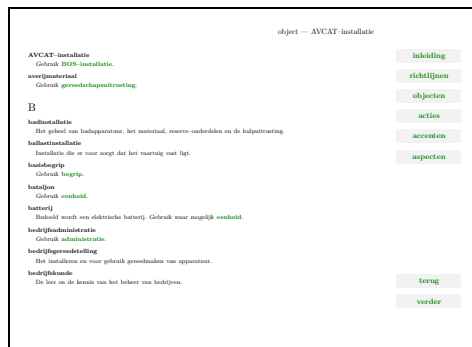 object — AVCAT–installatie
AVCAT–installatie
Gebruik BOS–installatie.
averijmateriaal
Gebruik gereedschapsuitrusting.
B
badinstallatie
Het geheel van badapparatuur, het materiaal, reserve–onderdelen en de hulpuitrusting.
ballastinstallatie
Installatie die er voor zorgt dat het vaartuig vast ligt.
basisbegrip
Gebruik begrip.
bataljon
Gebruik eenheid.
batterij
Bedoeld wordt een elektrische batterij. Gebruik waar mogelijk eenheid.
bedrijfsadministratie
Gebruik administratie.
bedrijfsgereedstelling
Het installeren en voor gebruik gereedmaken van apparatuur.
bedrijfskunde
De leer en de kennis van het beheer van bedrijven.
inleiding
richtlijnen
objecten
acties
accenten
aspecten
terug
verder